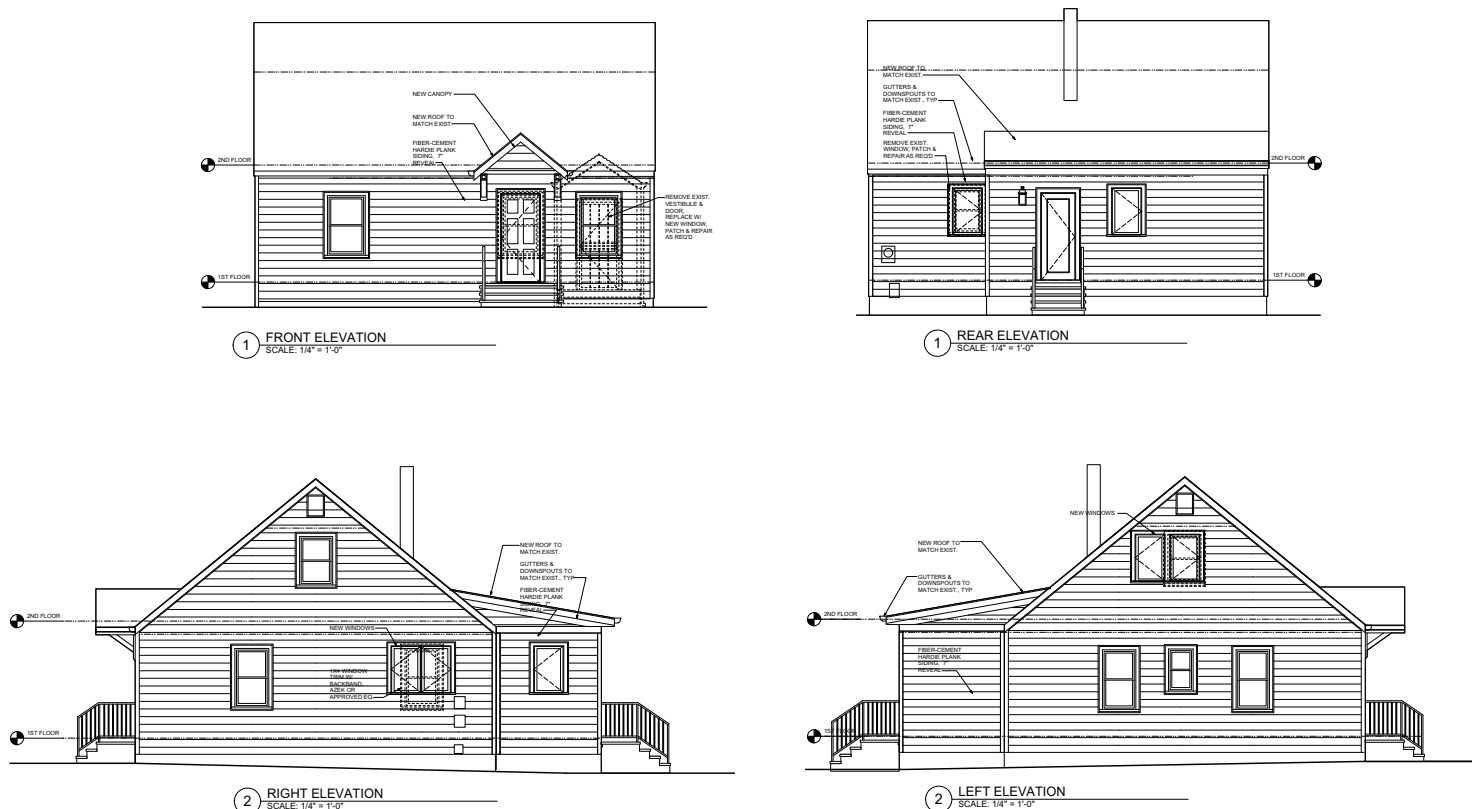 NEW CANOPY
NEW ROOF TO
MATCH EXIST
FIBER-CEMENT
HARDIE PLANK
SIDING, 7"
REVEAL
2ND FLOOR
REMOVE EXIST.
VESTIBULE &
DOOR,
REPLACE W/
NEW WINDOW,
PATCH & REPAIR
AS REQ'D
1ST FLOOR
1 FRONT ELEVATION
SCALE: 1/4" = 1'-0"
NEW ROOF TO
MATCH EXIST.
GUTTERS &
DOWNSPOUTS TO
MATCH EXIST., TYP
FIBER-CEMENT
HARDIE PLANK
SIDING, 7"
REVEAL
REMOVE EXIST.
WINDOW, PATCH &
REPAIR AS REQ'D
2ND FLOOR
1ST FLOOR
1 REAR ELEVATION
SCALE: 1/4" = 1'-0"
NEW ROOF TO
MATCH EXIST.
GUTTERS &
DOWNSPOUTS TO
MATCH EXIST., TYP
FIBER-CEMENT
HARDIE PLANK
SIDING, 7"
REVEAL
2ND FLOOR
NEW WINDOWS
1X4 WINDOW
TRIM W/
BACKBAND,
AZEK OR
APPROVED EQ.
1ST FLOOR
2 RIGHT ELEVATION
SCALE: 1/4" = 1'-0"
NEW WINDOWS
NEW ROOF TO
MATCH EXIST.
GUTTERS &
DOWNSPOUTS TO
MATCH EXIST., TYP
2ND FLOOR
FIBER-CEMENT
HARDIE PLANK
SIDING, 7"
REVEAL
1ST FLOOR
2 LEFT ELEVATION
SCALE: 1/4" = 1'-0"